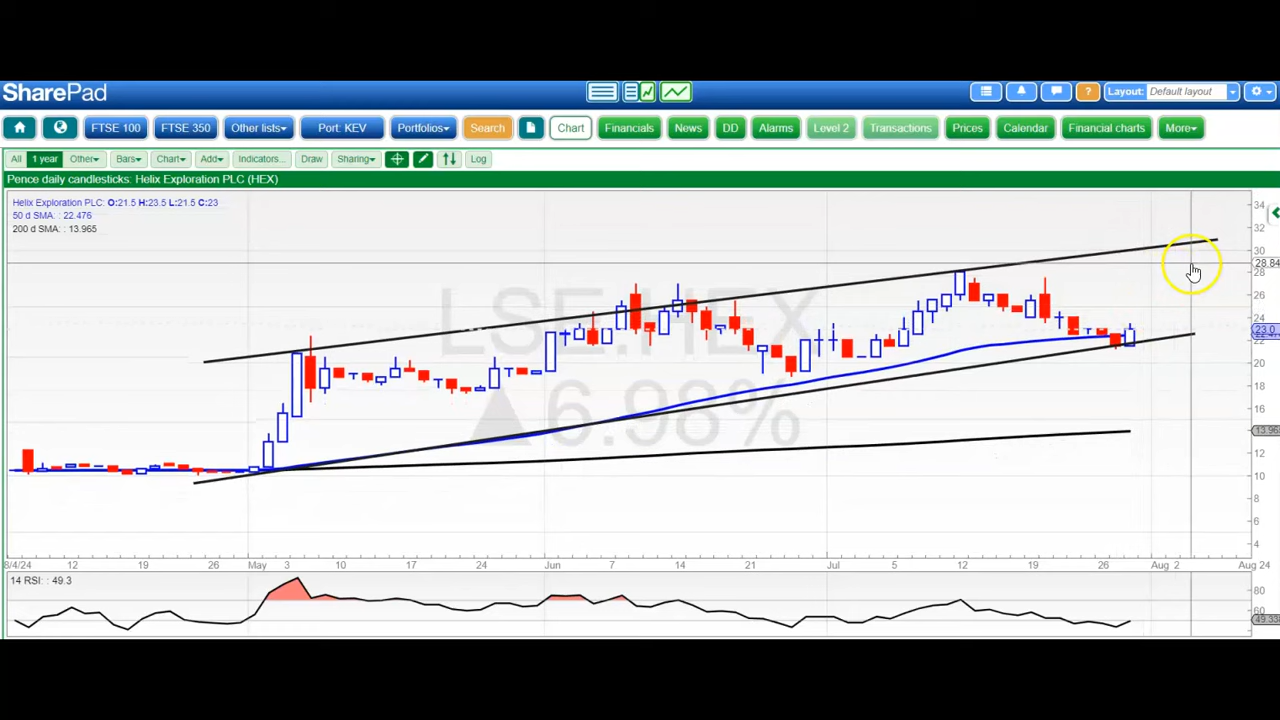 SharePad
Layout: Default layout
FTSE 100 FTSE 350 Other lists Port: KEV Portfolios Search Chart Financials News DD Alarms Level 2 Transactions Prices Calendar Financial charts More
All 1 year Other Bars Chart Add Indicators... Draw Sharing Log
Pence daily candlesticks: Helix Exploration PLC (HEX)
Helix Exploration PLC: O:21.5 H:23.5 L:21.5 C:23
50 d SMA: : 22.476
200 d SMA: : 13.965
LSE:HEX
▲6.98%
34
32
30
28.84
28
26
24
23.0
22
20
18
16
13.96
12
10
8
6
4
8/4/24 12 19 26 May 3 10 17 24 Jun 7 14 21 Jul 5 12 26 Aug 2 Aug 24
14 RSI: : 49.3
80
60
49.33